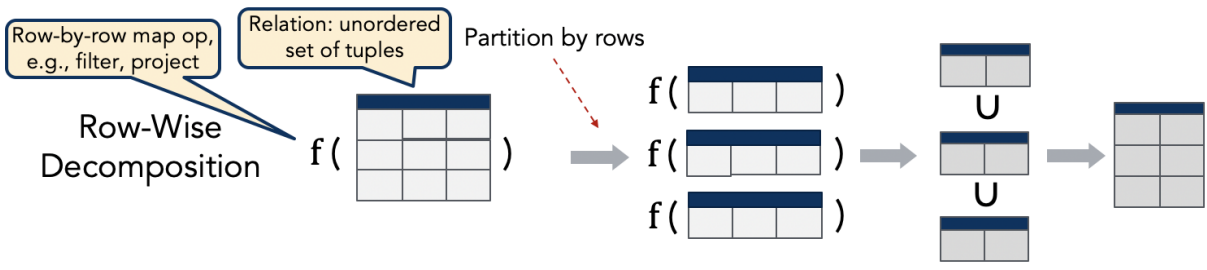 Row-by-row map op,
e.g., filter, project
Relation: unordered
set of tuples
Partition by rows
Row-Wise
Decomposition
f ( )
f ( )
f ( )
f ( )
∪
∪